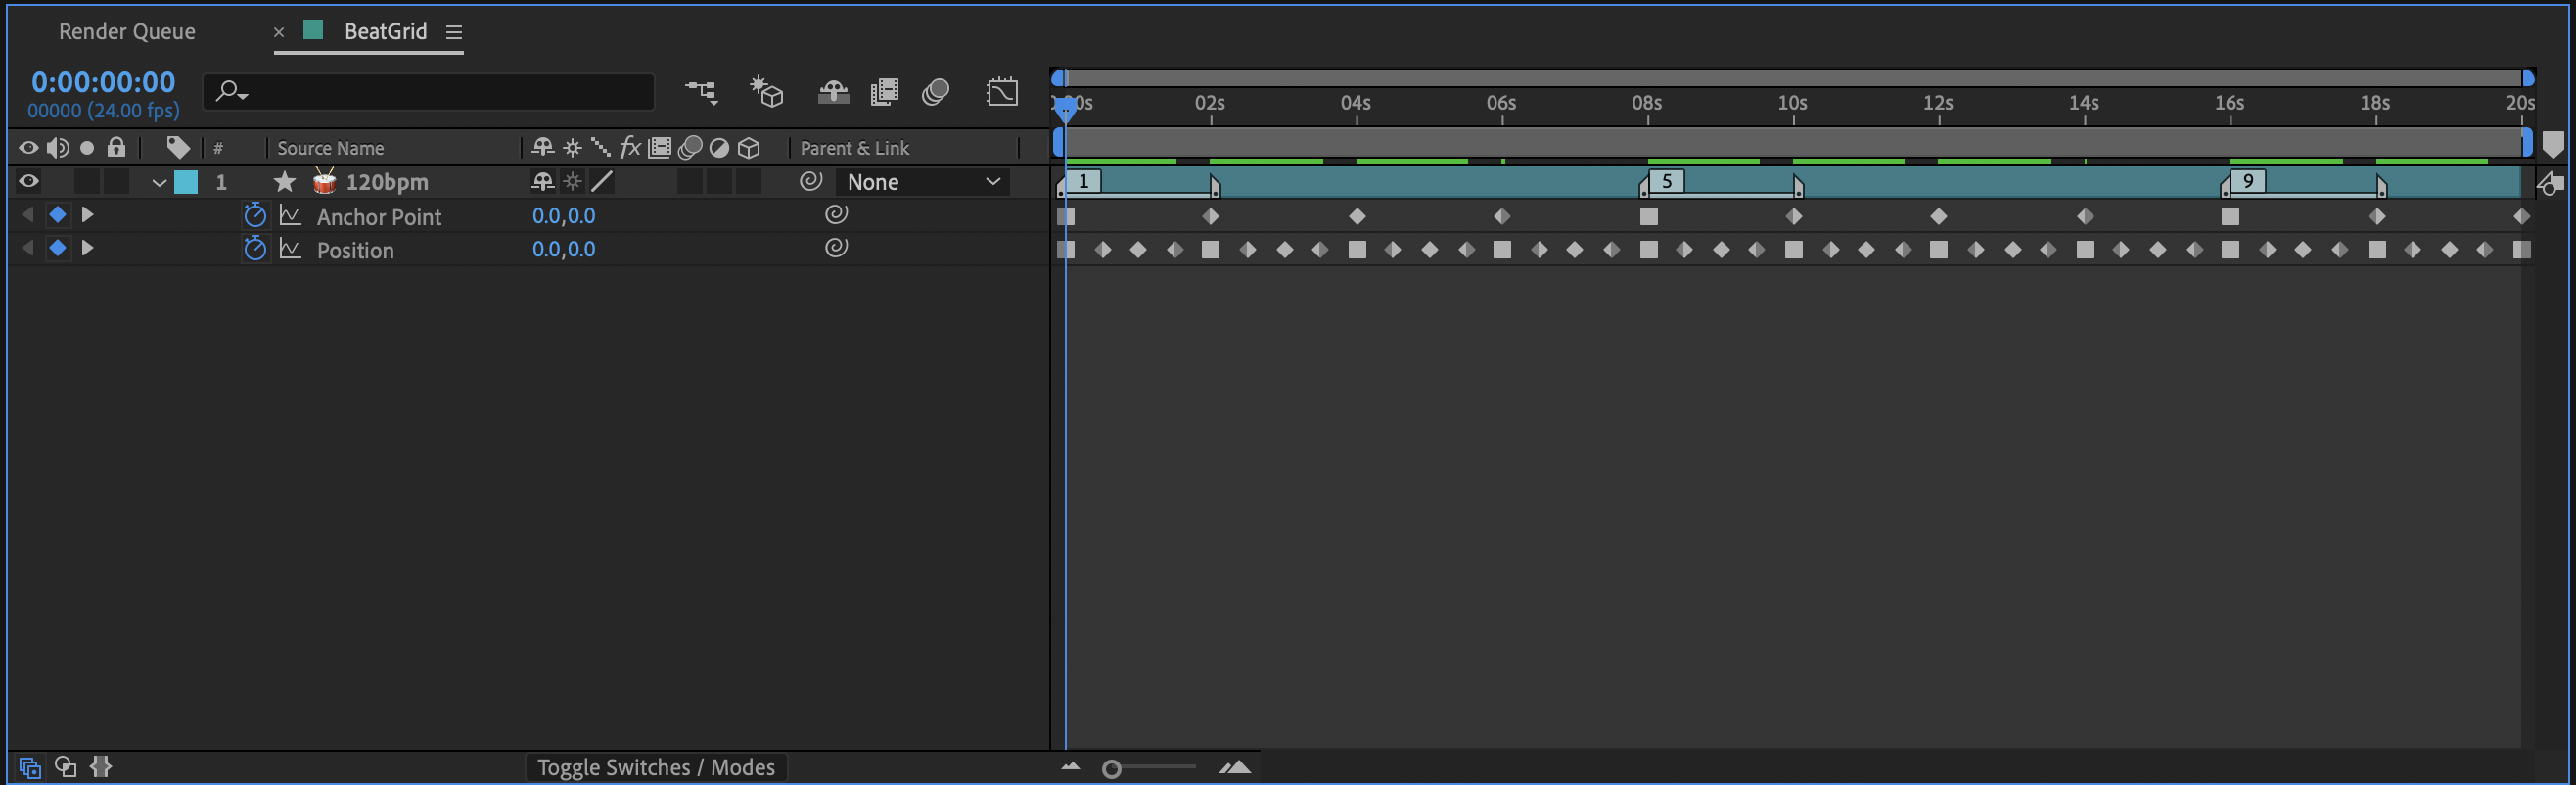 Render Queue
× BeatGrid
0:00:00:00
00000 (24.00 fps)
02s 04s 06s 08s 10s 12s 14s 16s 18s 20s
# Source Name fx Parent & Link
1 120bpm None 1 5 9
Anchor Point 0.0,0.0
Position 0.0,0.0
Toggle Switches / Modes